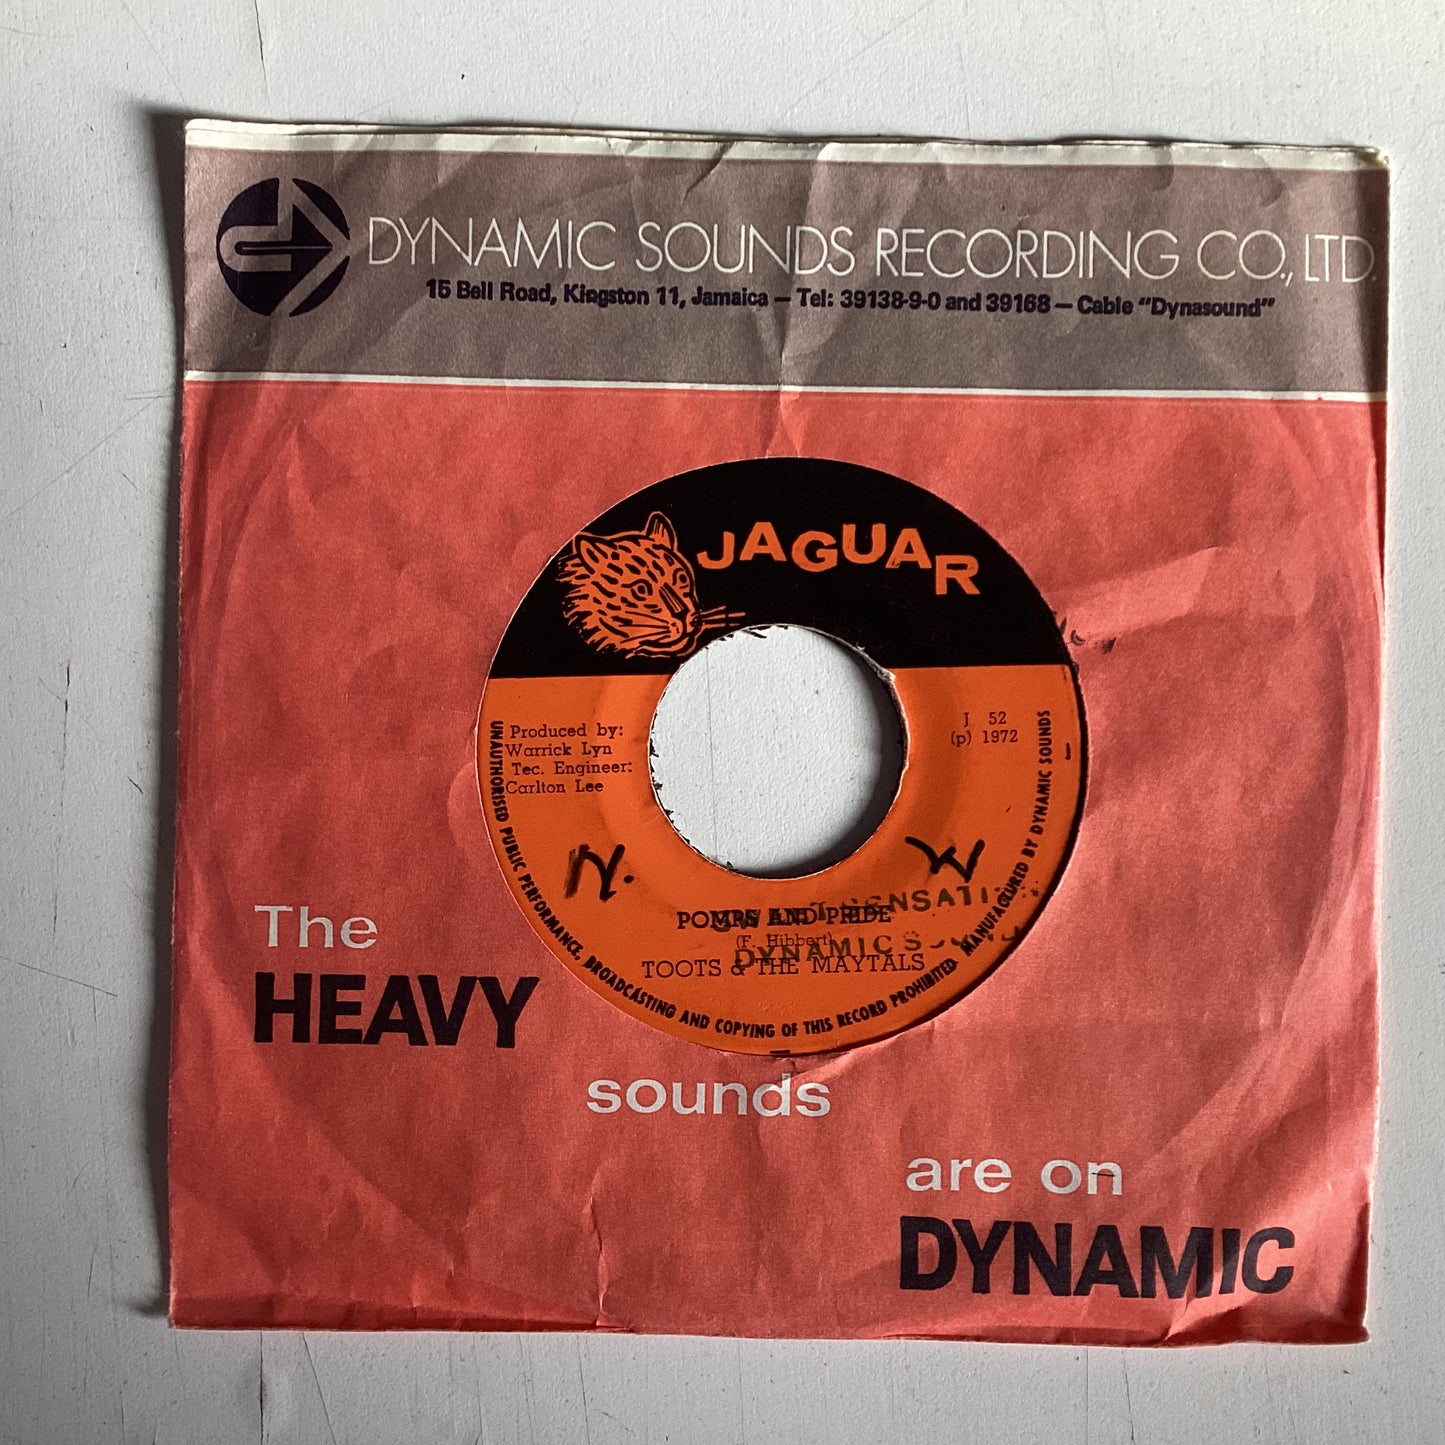 DYNAMIC SOUNDS RECORDING CO., LTD.
15 Bell Road, Kingston 11, Jamaica — Tel: 39138-9-0 and 39168 — Cable "Dynasound"
JAGUAR
Produced by:
Warrick Lyn
Tec. Engineer:
Carlton Lee
J 52
(p) 1972
N. W
POMPS AND PRIDE
(F. Hibbert)
TOOTS & THE MAYTALS
DYNAMIC
UNAUTHORISED PUBLIC PERFORMANCE, BROADCASTING AND COPYING OF THIS RECORD PROHIBITED MANUFACTURED BY DYNAMIC SOUNDS
The
HEAVY
sounds
are on
DYNAMIC